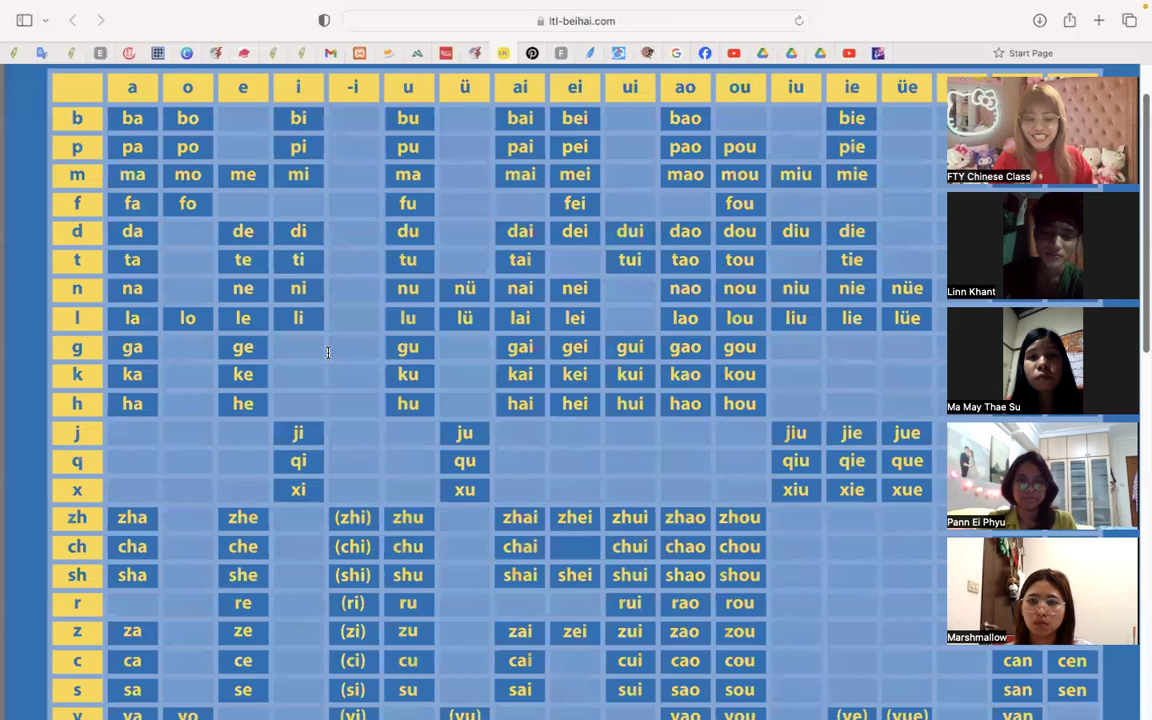 ltl-beihai.com
Start Page
a o e i -i u ü ai ei ui ao ou iu ie üe
b ba bo bi bu bai bei bao bie
p pa po pi pu pai pei pao pou pie
m ma mo me mi ma mai mei mao mou miu mie
f fa fo fu fei fou
d da de di du dai dei dui dao dou diu die
t ta te ti tu tai tui tao tou tie
n na ne ni nu nü nai nei nao nou niu nie nüe
l la lo le li lu lü lai lei lao lou liu lie lüe
g ga ge gu gai gei gui gao gou
k ka ke ku kai kei kui kao kou
h ha he hu hai hei hui hao hou
j ji ju jiu jie jue
q qi qu qiu qie que
x xi xu xiu xie xue
zh zha zhe (zhi) zhu zhai zhei zhui zhao zhou
ch cha che (chi) chu chai chui chao chou
sh sha she (shi) shu shai shei shui shao shou
r re (ri) ru rui rao rou
z za ze (zi) zu zai zei zui zao zou
c ca ce (ci) cu cai cui cao cou can cen
s sa se (si) su sai sui sao sou san sen
y ya yo (yi) (yu) yao you (ye) (yue) yan
FTY Chinese Class
Linn Khant
Ma May Thae Su
Pann Ei Phyu
Marshmallow